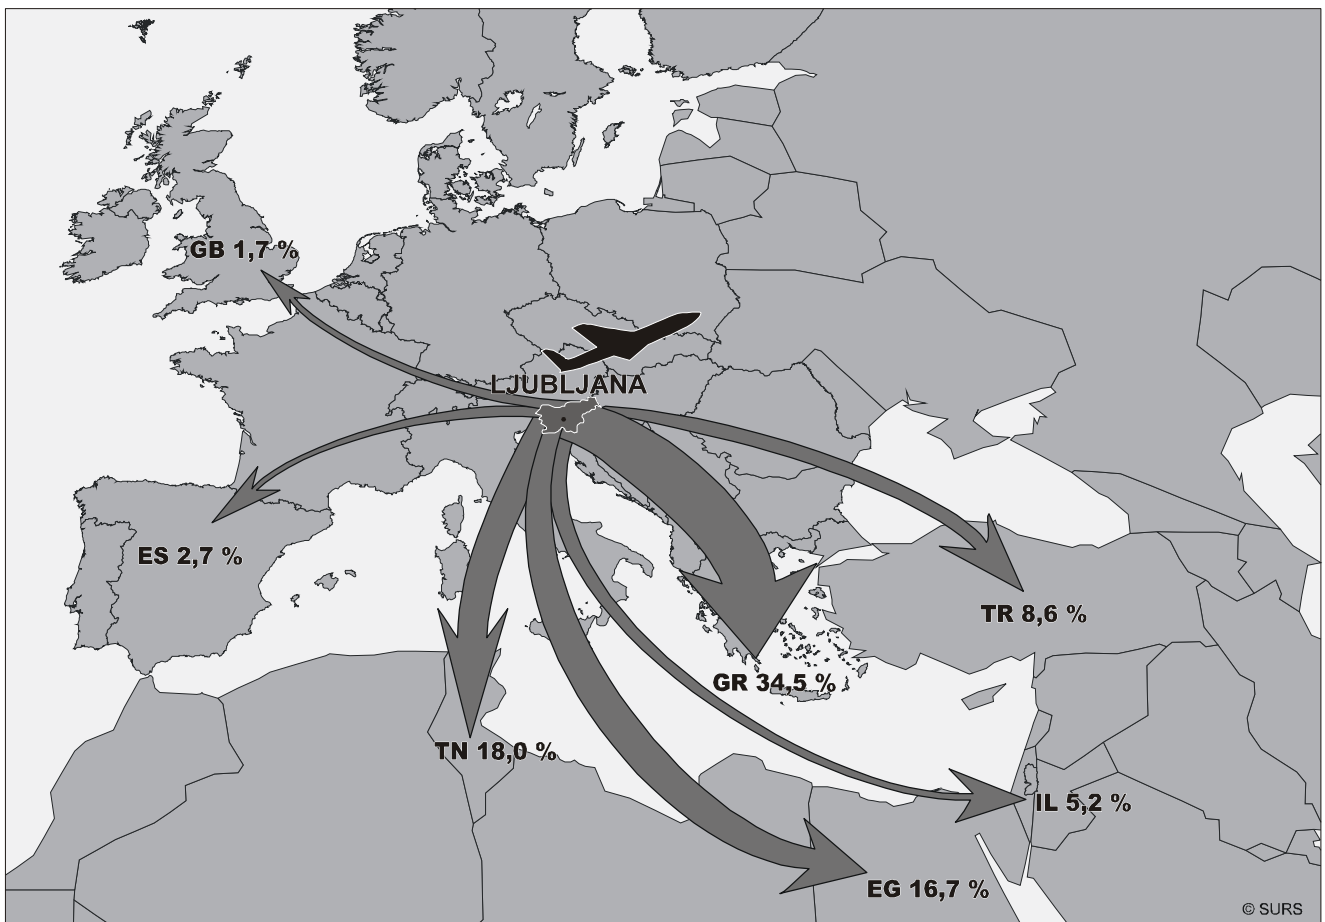 GB 1,7 %
LJUBLJANA
ES 2,7 %
TR 8,6 %
GR 34,5 %
TN 18,0 %
IL 5,2 %
EG 16,7 %
© SURS